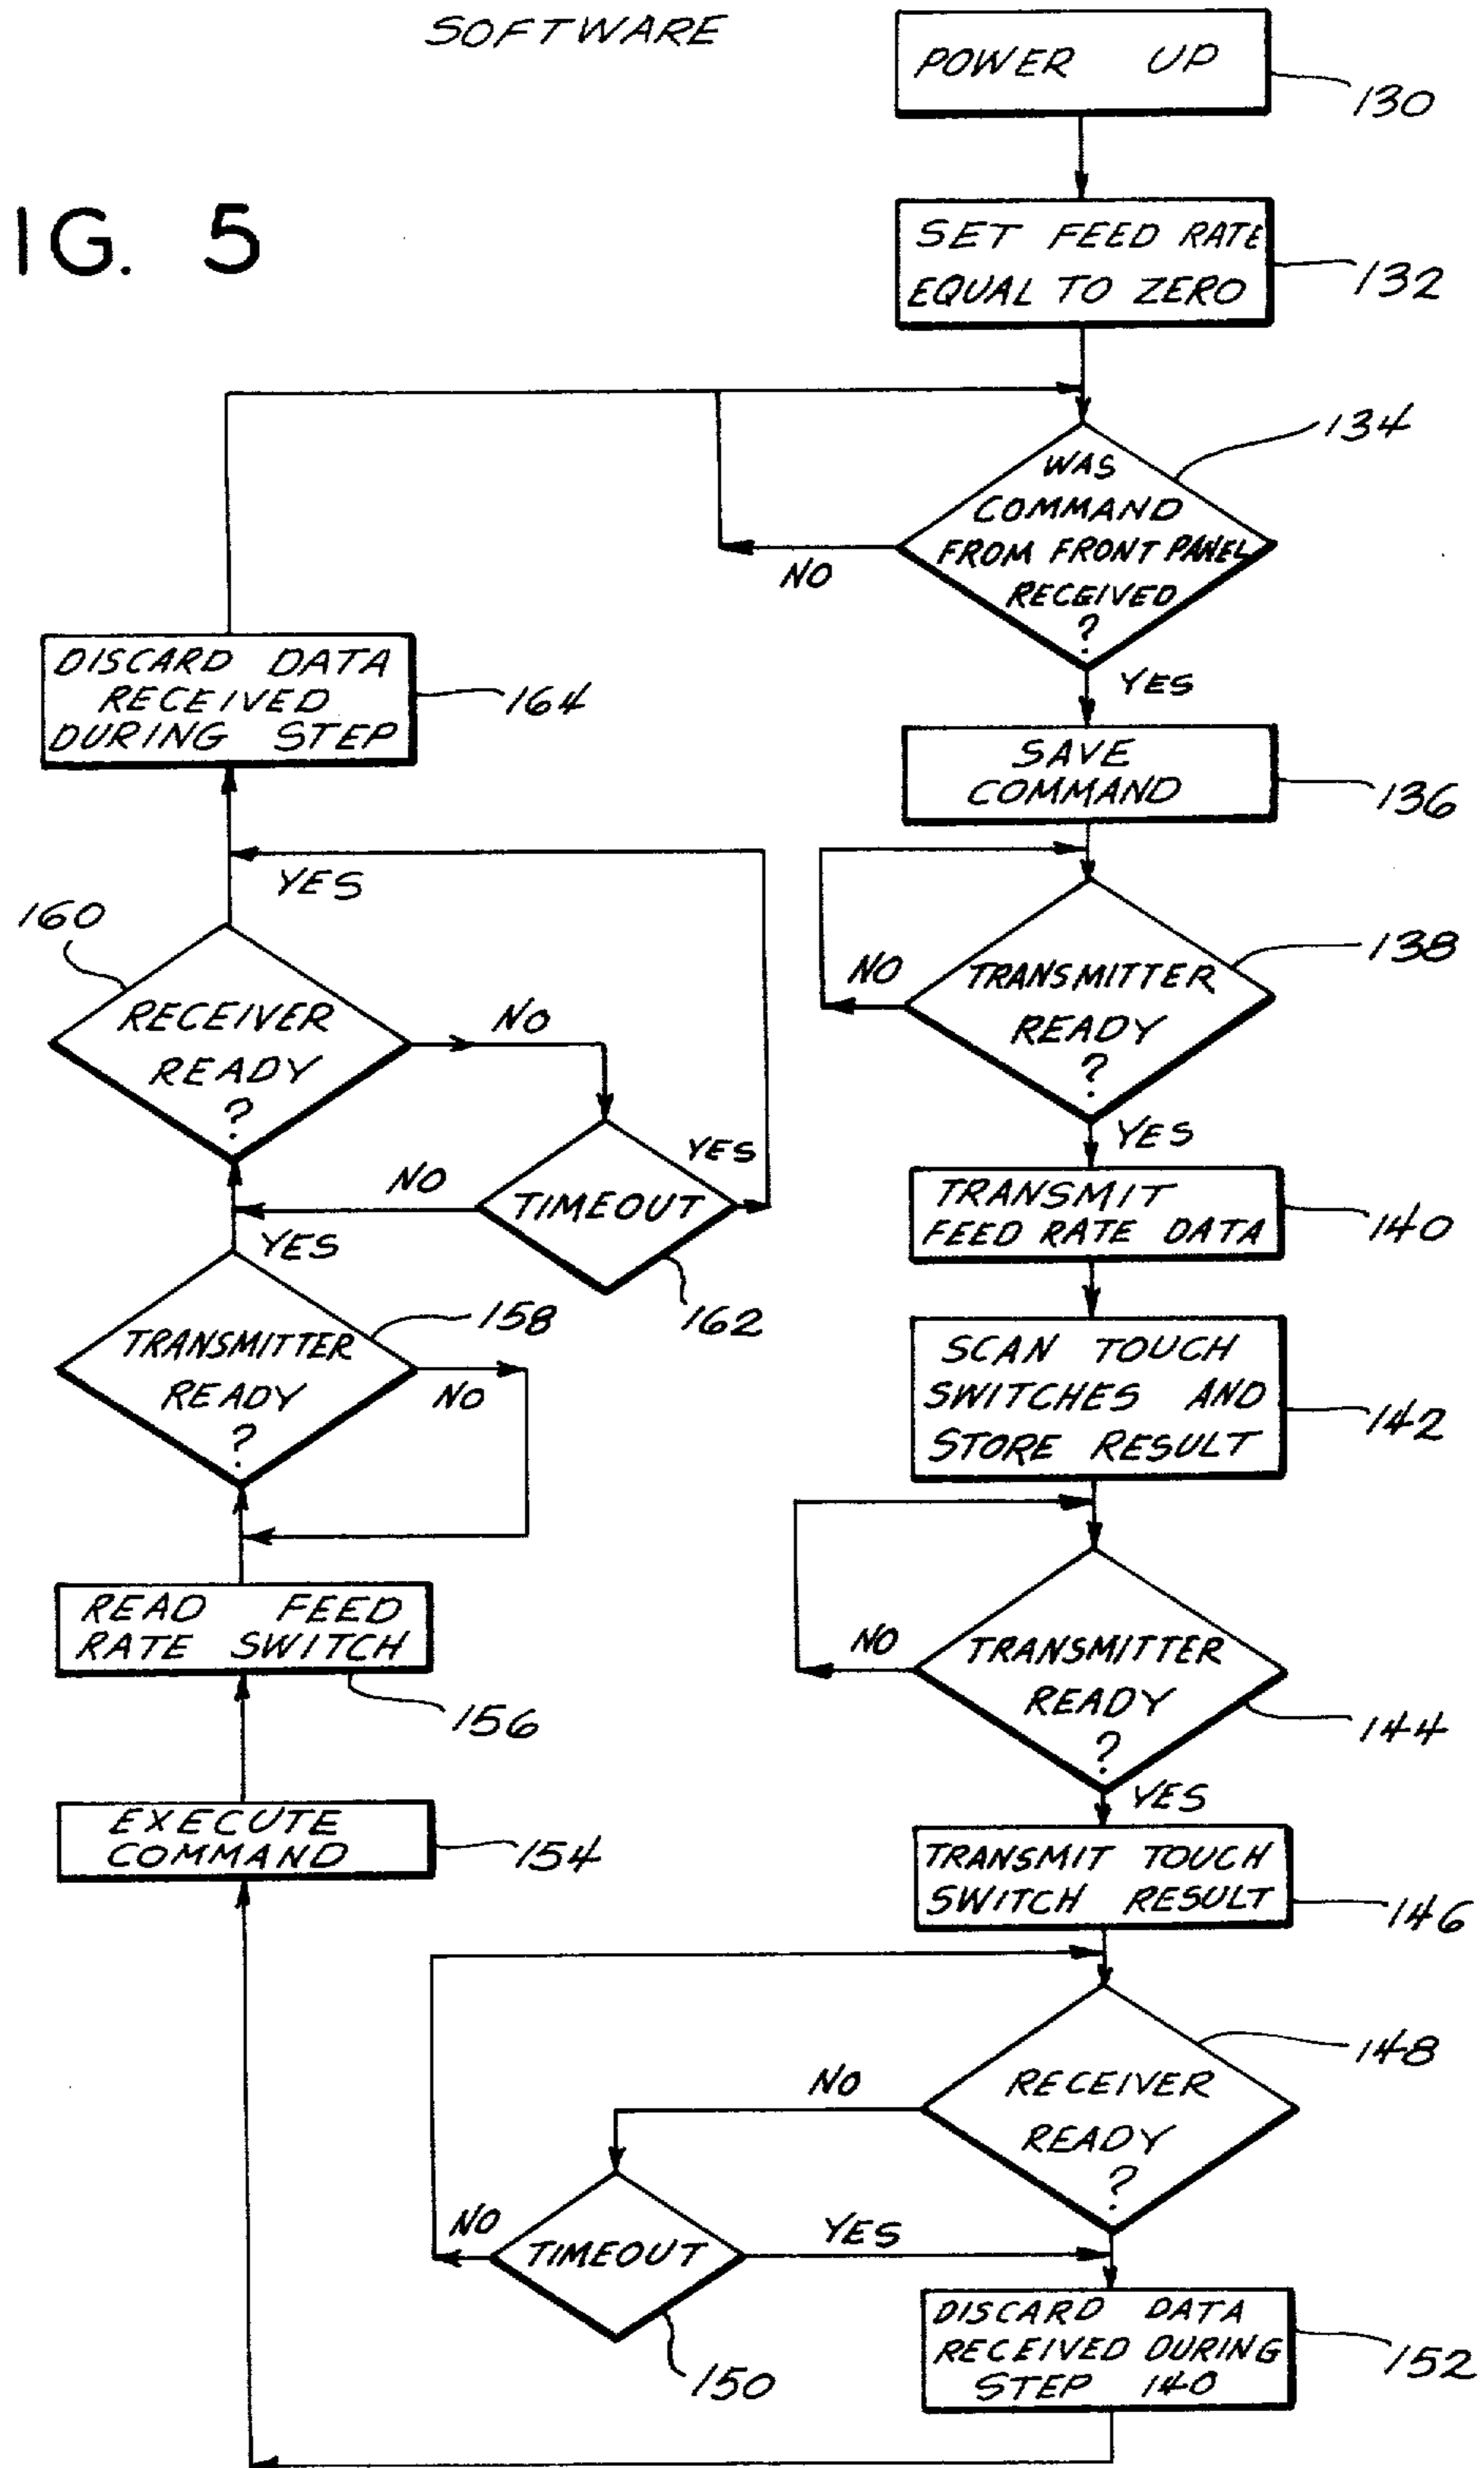 SOFTWARE
IG. 5
POWER UP
130
SET FEED RATE
EQUAL TO ZERO
132
WAS
COMMAND
FROM FRONT PANEL
RECEIVED
?
134
NO
YES
SAVE
COMMAND
136
TRANSMITTER
READY
?
138
NO
YES
TRANSMIT
FEED RATE DATA
140
SCAN TOUCH
SWITCHES AND
STORE RESULT
142
TRANSMITTER
READY
?
144
NO
YES
TRANSMIT TOUCH
SWITCH RESULT
146
RECEIVER
READY
?
148
NO
TIMEOUT
150
NO
YES
DISCARD DATA
RECEIVED DURING
STEP 140
152
EXECUTE
COMMAND
154
READ FEED
RATE SWITCH
156
TRANSMITTER
READY
?
158
NO
YES
RECEIVER
READY
?
160
NO
YES
TIMEOUT
162
NO
YES
DISCARD DATA
RECEIVED
DURING STEP
164